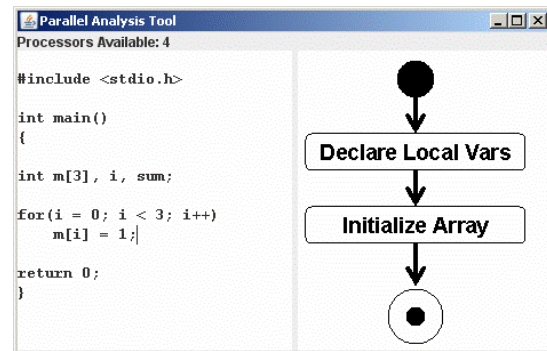 Parallel Analysis Tool
Processors Available: 4
#include <stdio.h>
int main()
{
int m[3], i, sum;
for(i = 0; i < 3; i++)
m[i] = 1;
return 0;
}
Declare Local Vars
Initialize Array